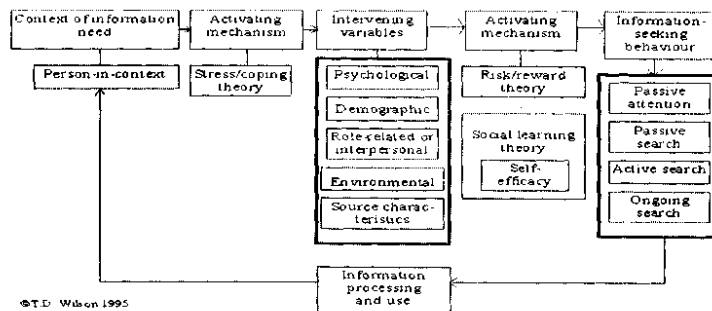 Context of information
need
Activating
mechanism
Intervening
variables
Activating
mechanism
Information-
seeking
behaviour
Person-in-context
Stress/coping
theory
Psychological
Demographic
Role-related or
interpersonal
Environmental
Source charac-
teristics
Risk/reward
theory
Social learning
theory
Self-
efficacy
Passive
attention
Passive
search
Active search
Ongoing
search
Information
processing
and use
©T.D. Wilson 1995